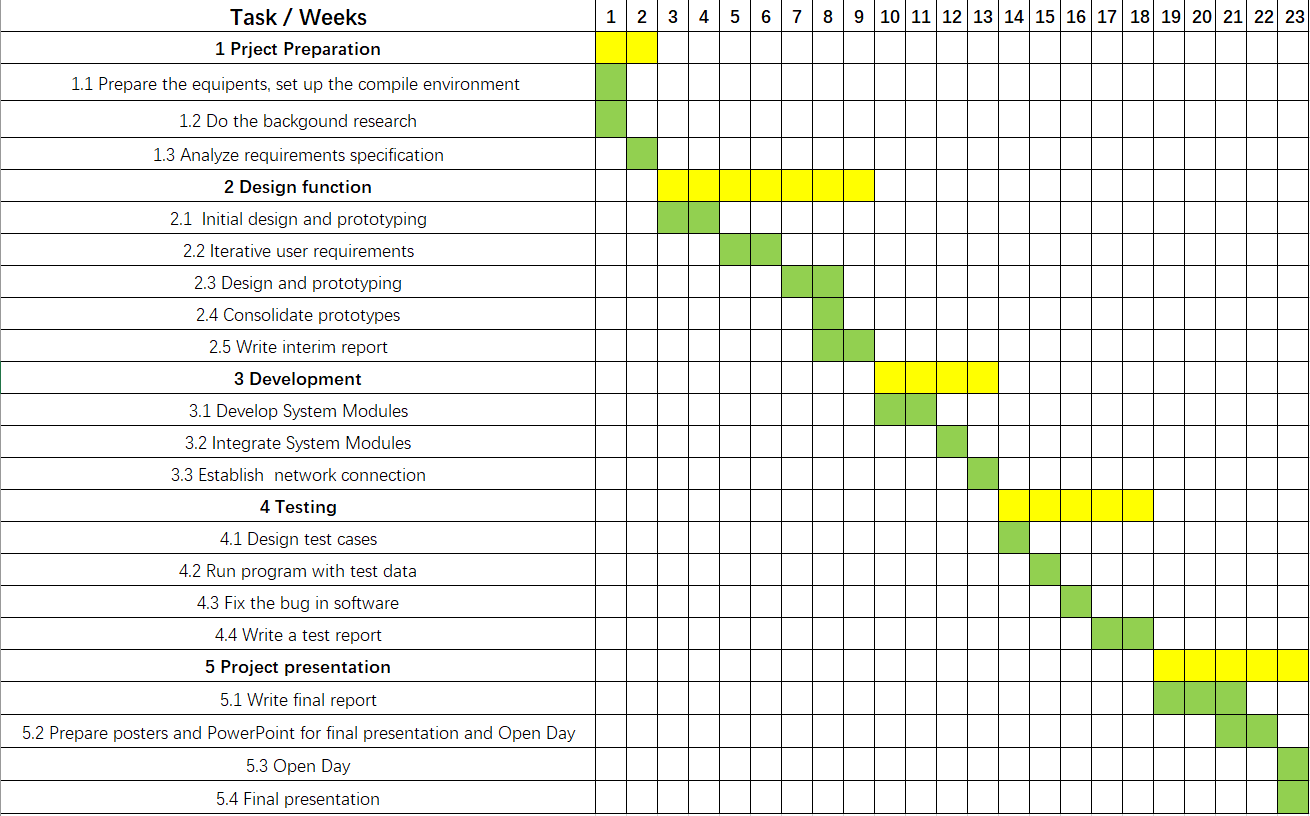 Task / Weeks 1 2 3 4 5 6 7 8 9 10 11 12 13 14 15 16 17 18 19 20 21 22 23
1 Prject Preparation
1.1 Prepare the equipents, set up the compile environment
1.2 Do the backgound research
1.3 Analyze requirements specification
2 Design function
2.1  Initial design and prototyping
2.2 Iterative user requirements
2.3 Design and prototyping
2.4 Consolidate prototypes
2.5 Write interim report
3 Development
3.1 Develop System Modules
3.2 Integrate System Modules
3.3 Establish  network connection
4 Testing
4.1 Design test cases
4.2 Run program with test data
4.3 Fix the bug in software
4.4 Write a test report
5 Project presentation
5.1 Write final report
5.2 Prepare posters and PowerPoint for final presentation and Open Day
5.3 Open Day
5.4 Final presentation